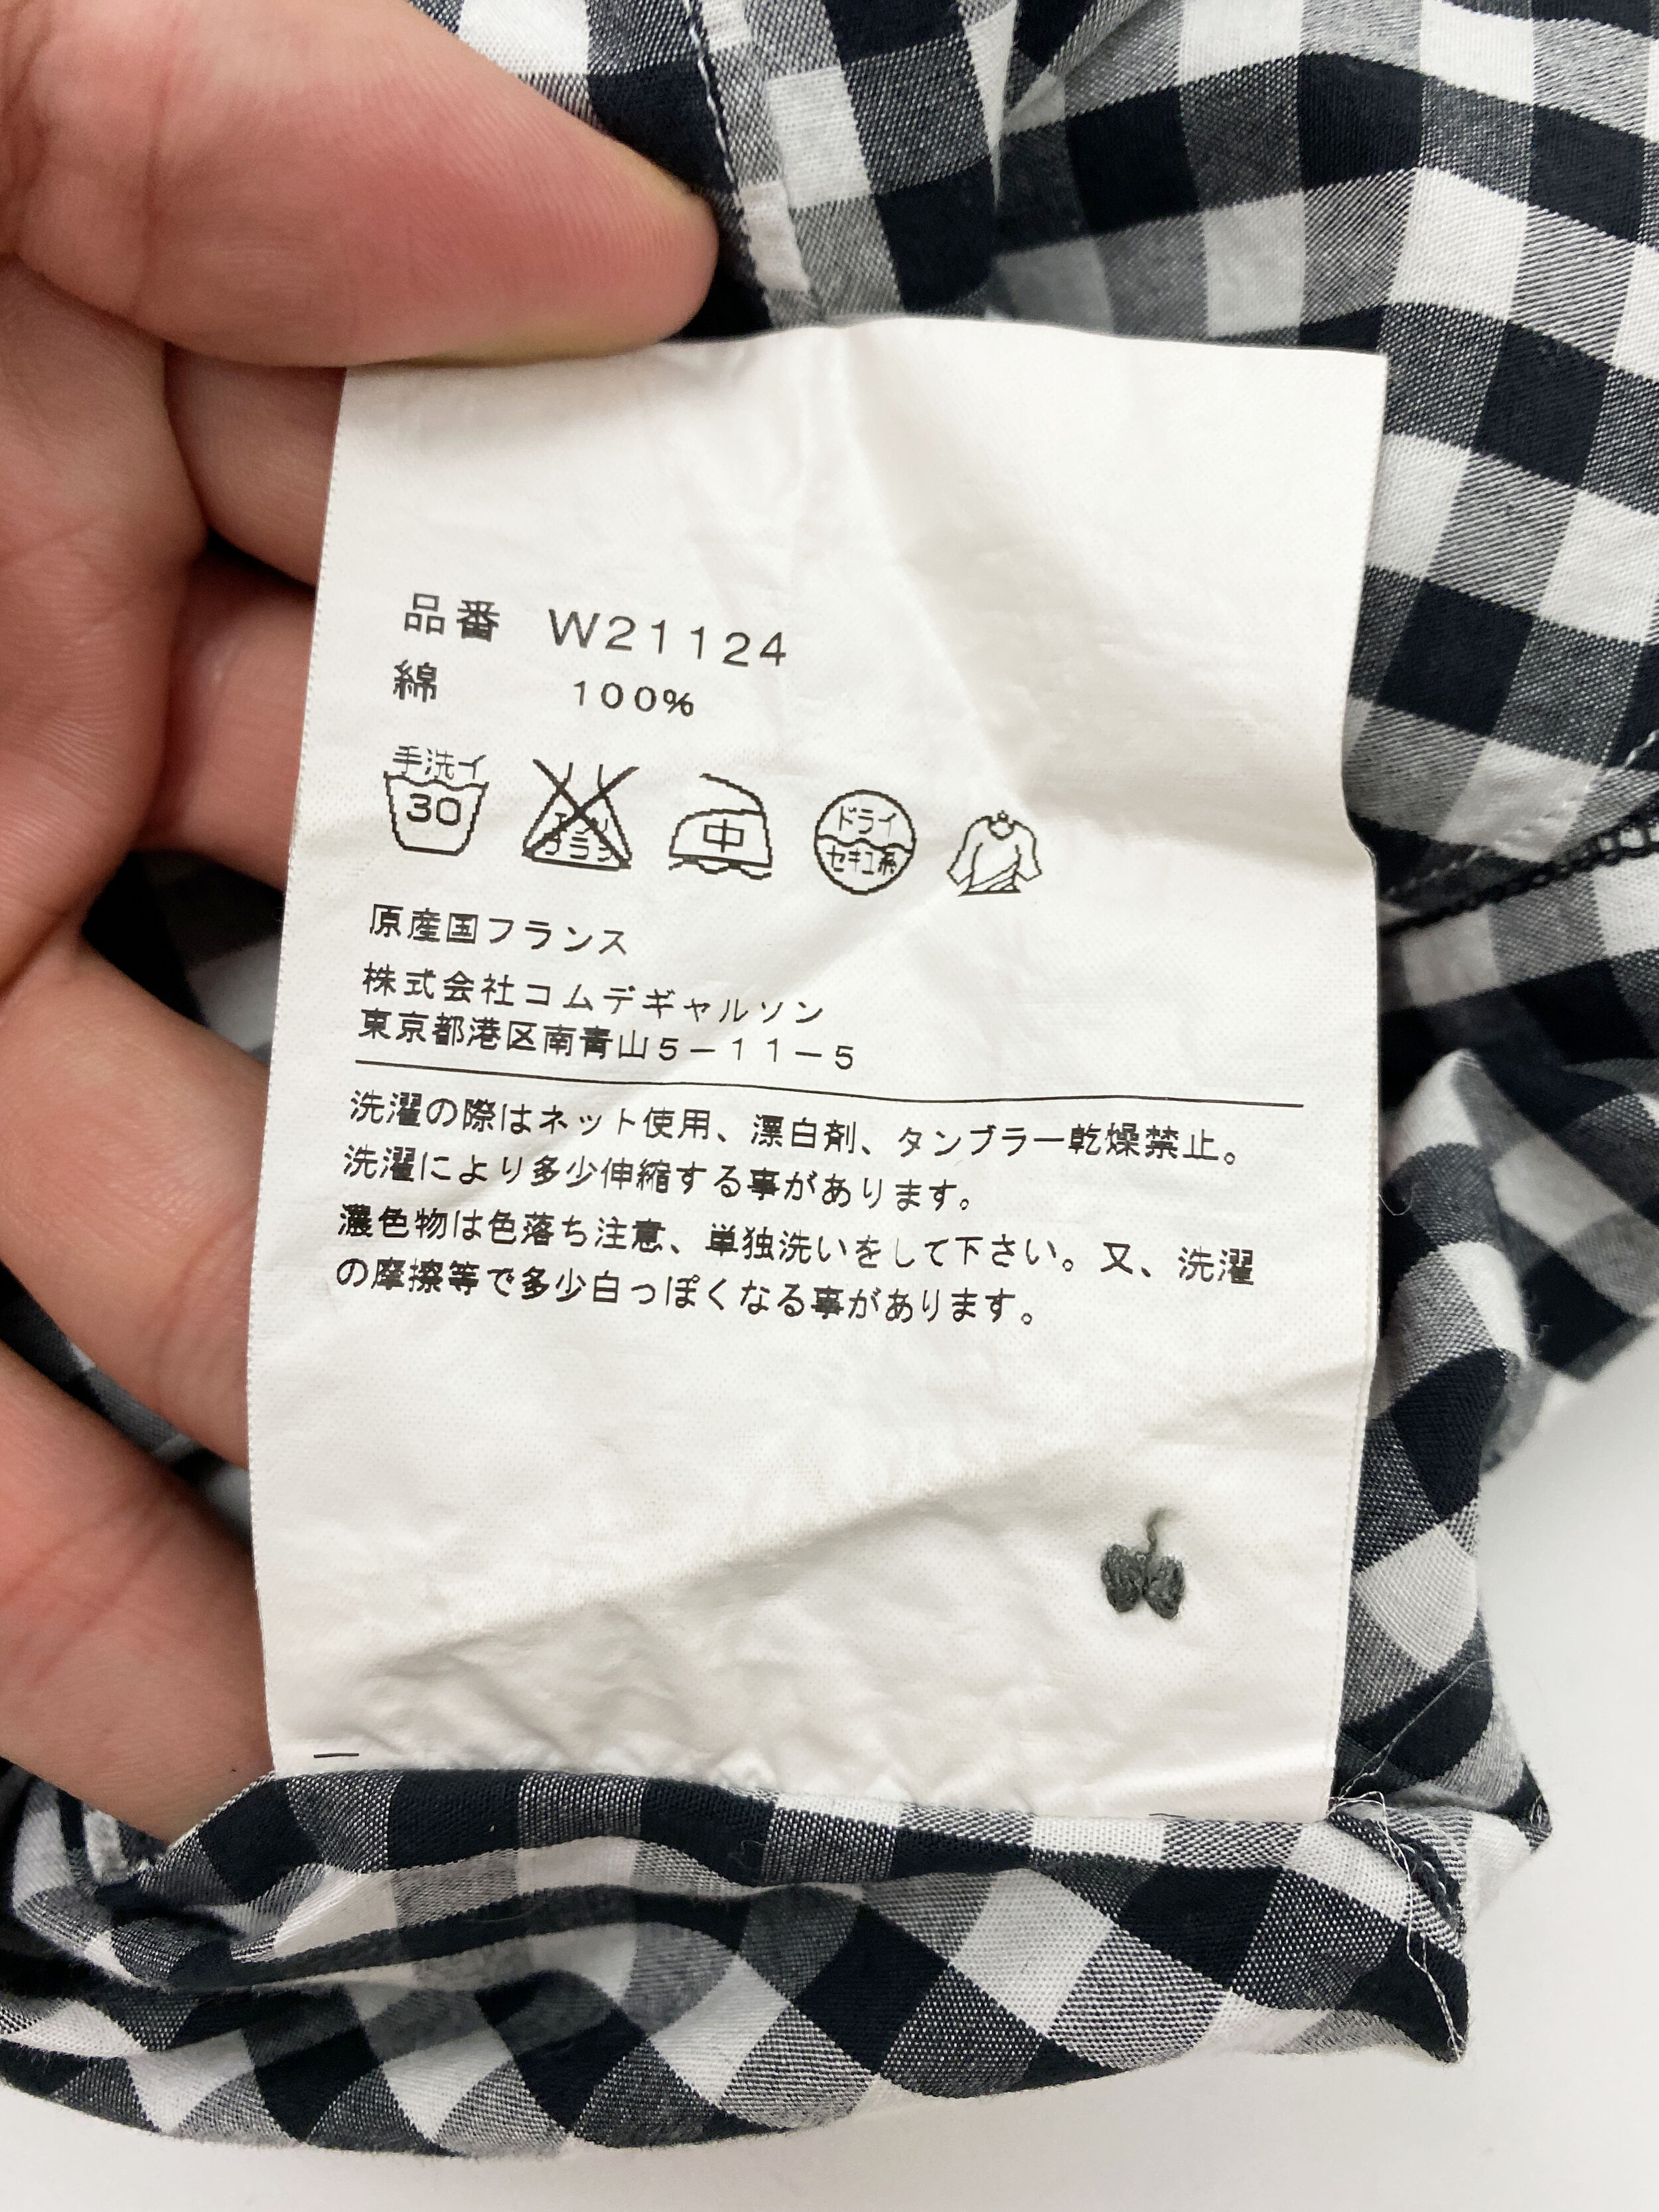 品番 W21124
綿 100%
手洗イ
30
エンソ
フラシ
中
ドライ
セキユ系
原産国フランス
株式会社コムデギャルソン
東京都港区南青山5-11-5
洗濯の際はネット使用、漂白剤、タンブラー乾燥禁止。
洗濯により多少伸縮する事があります。
濃色物は色落ち注意、単独洗いをして下さい。又、洗濯
の摩擦等で多少白っぽくなる事があります。